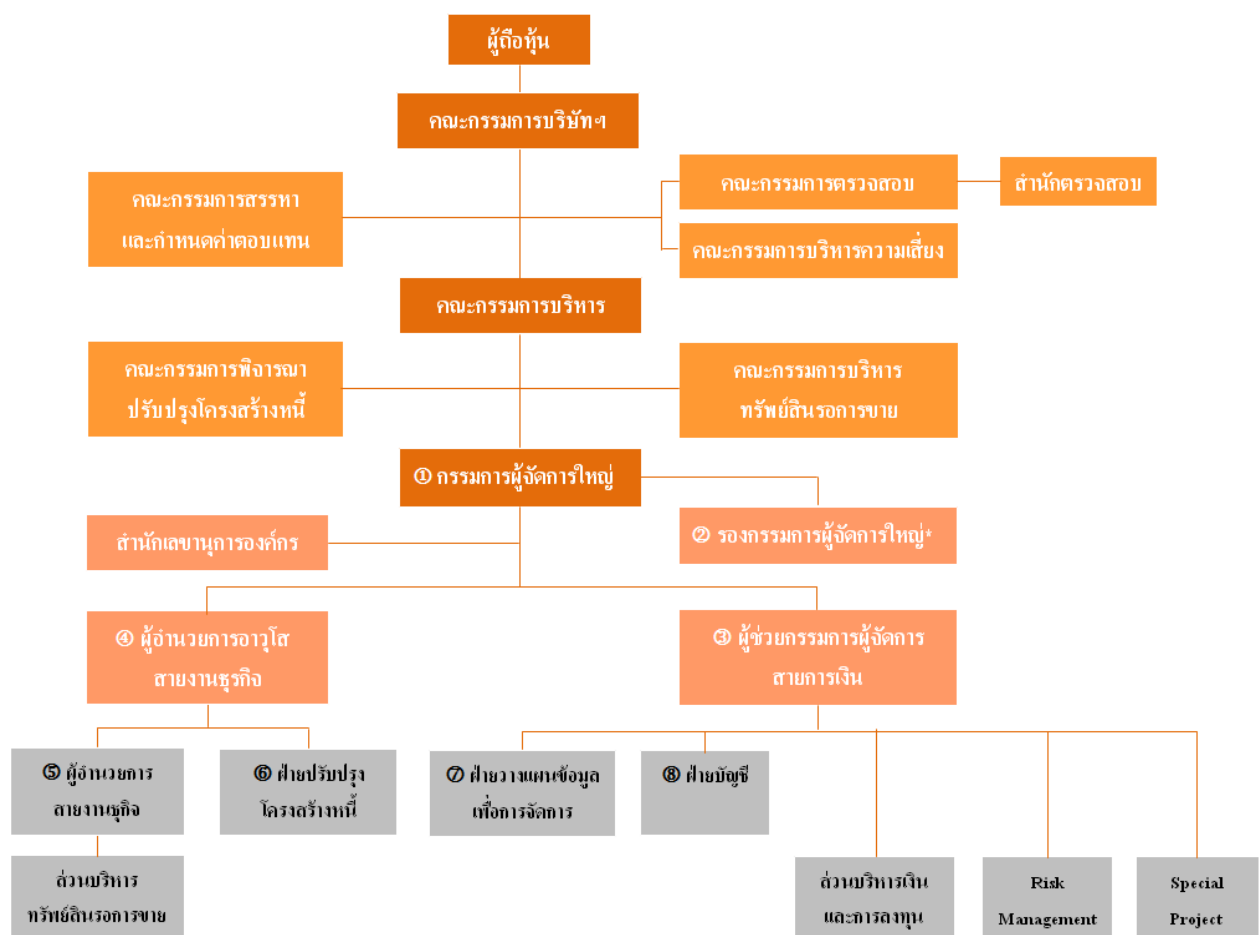 ผู้ถือหุ้น
คณะกรรมการบริษัทฯ
คณะกรรมการสรรหา
และกำหนดค่าตอบแทน
คณะกรรมการตรวจสอบ
สำนักตรวจสอบ
คณะกรรมการบริหารความเสี่ยง
คณะกรรมการบริหาร
คณะกรรมการพิจารณา
ปรับปรุงโครงสร้างหนี้
คณะกรรมการบริหาร
ทรัพย์สินรอการขาย
① กรรมการผู้จัดการใหญ่
สำนักเลขานุการองค์กร
② รองกรรมการผู้จัดการใหญ่*
④ ผู้อำนวยการอาวุโส
สายงานธุรกิจ
③ ผู้ช่วยกรรมการผู้จัดการ
สายการเงิน
⑤ ผู้อำนวยการ
สายงานธุกิจ
⑥ ฝ่ายปรับปรุง
โครงสร้างหนี้
⑦ ฝ่ายวางแผนข้อมูล
เพื่อการจัดการ
⑧ ฝ่ายบัญชี
ส่วนบริหาร
ทรัพย์สินรอการขาย
ส่วนบริหารเงิน
และการลงทุน
Risk
Management
Special
Project